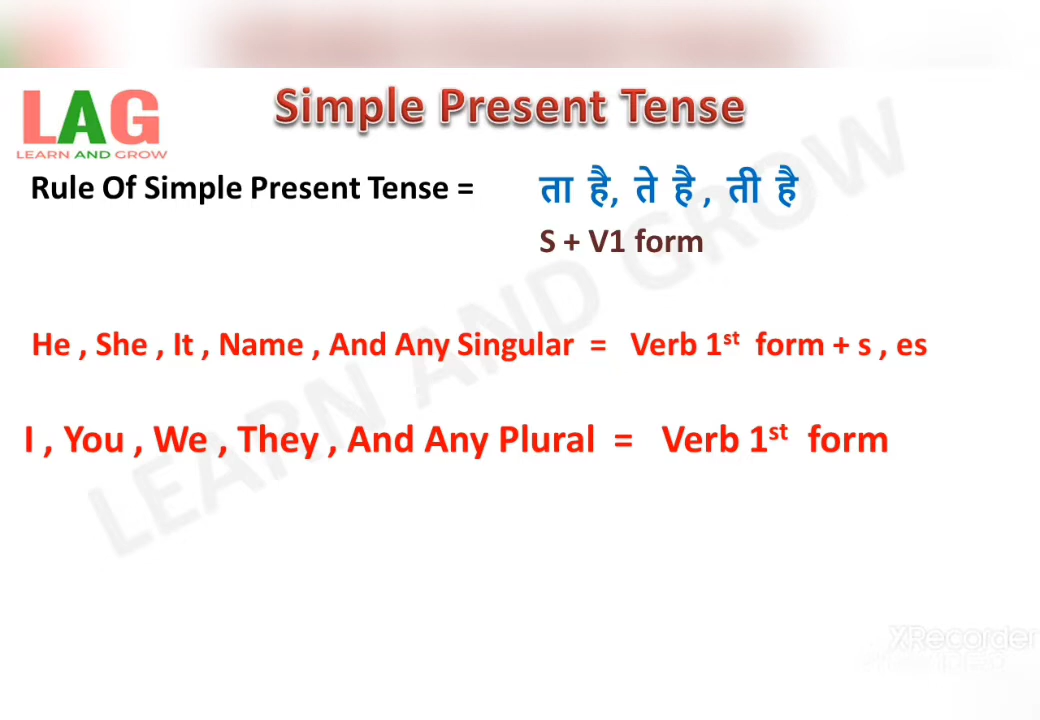 LAG
LEARN AND GROW
Simple Present Tense
Rule Of Simple Present Tense = ता है, ते है , ती है
S + V1 form
He , She , It , Name , And Any Singular = Verb 1st form + s , es
I , You , We , They , And Any Plural = Verb 1st form
LEARN AND GROW
XRecorder